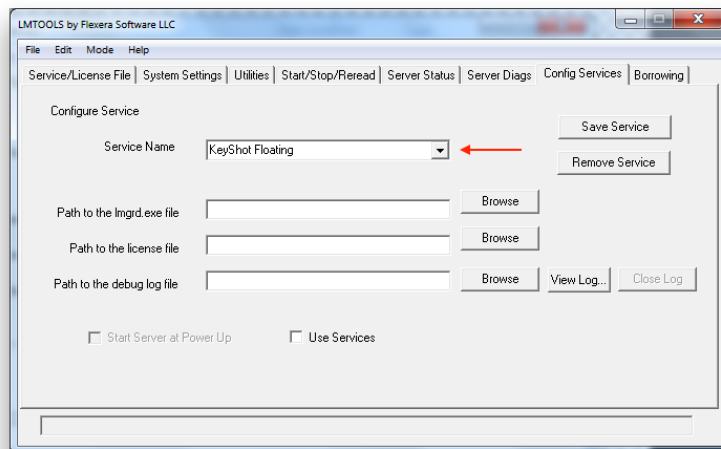 LMTOOLS by Flexera Software LLC
File Edit Mode Help
Service/License File System Settings Utilities Start/Stop/Reread Server Status Server Diags Config Services Borrowing
Configure Service
Save Service
Service Name KeyShot Floating
Remove Service
Path to the lmgrd.exe file Browse
Path to the license file Browse
Path to the debug log file Browse View Log... Close Log
Start Server at Power Up Use Services